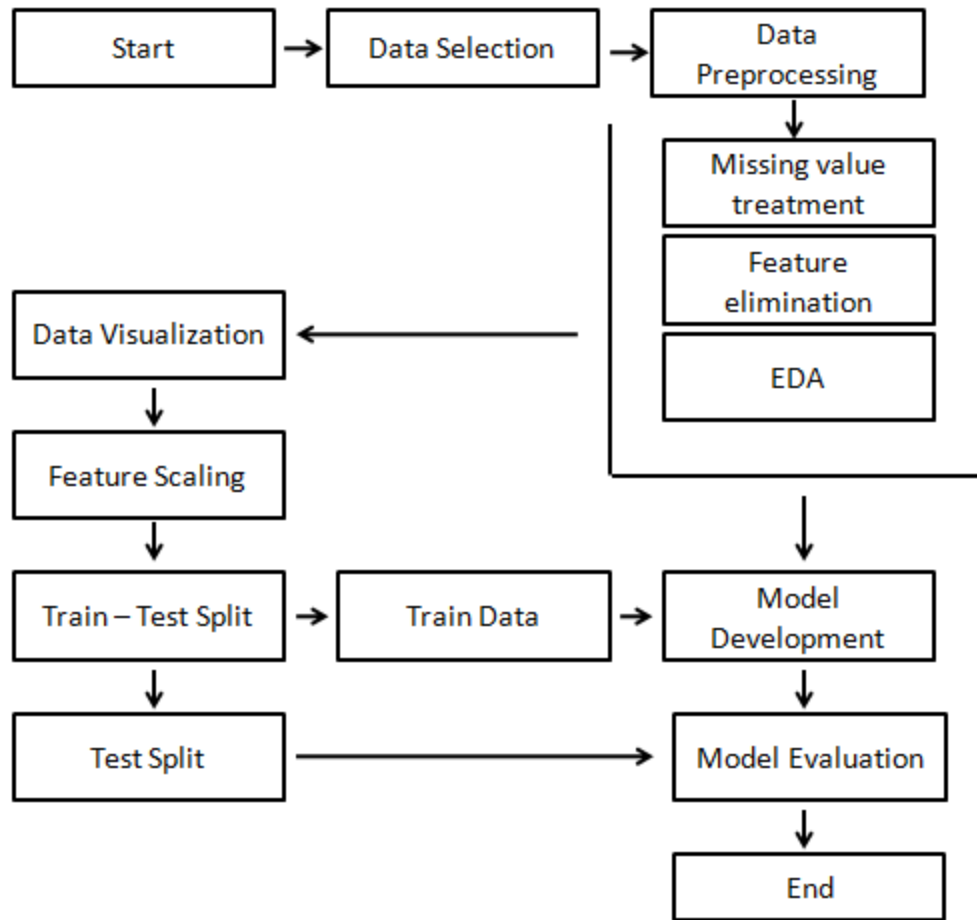 Start
Data Selection
Data
Preprocessing
Missing value
treatment
Feature
elimination
EDA
Data Visualization
Feature Scaling
Train – Test Split
Train Data
Model
Development
Test Split
Model Evaluation
End